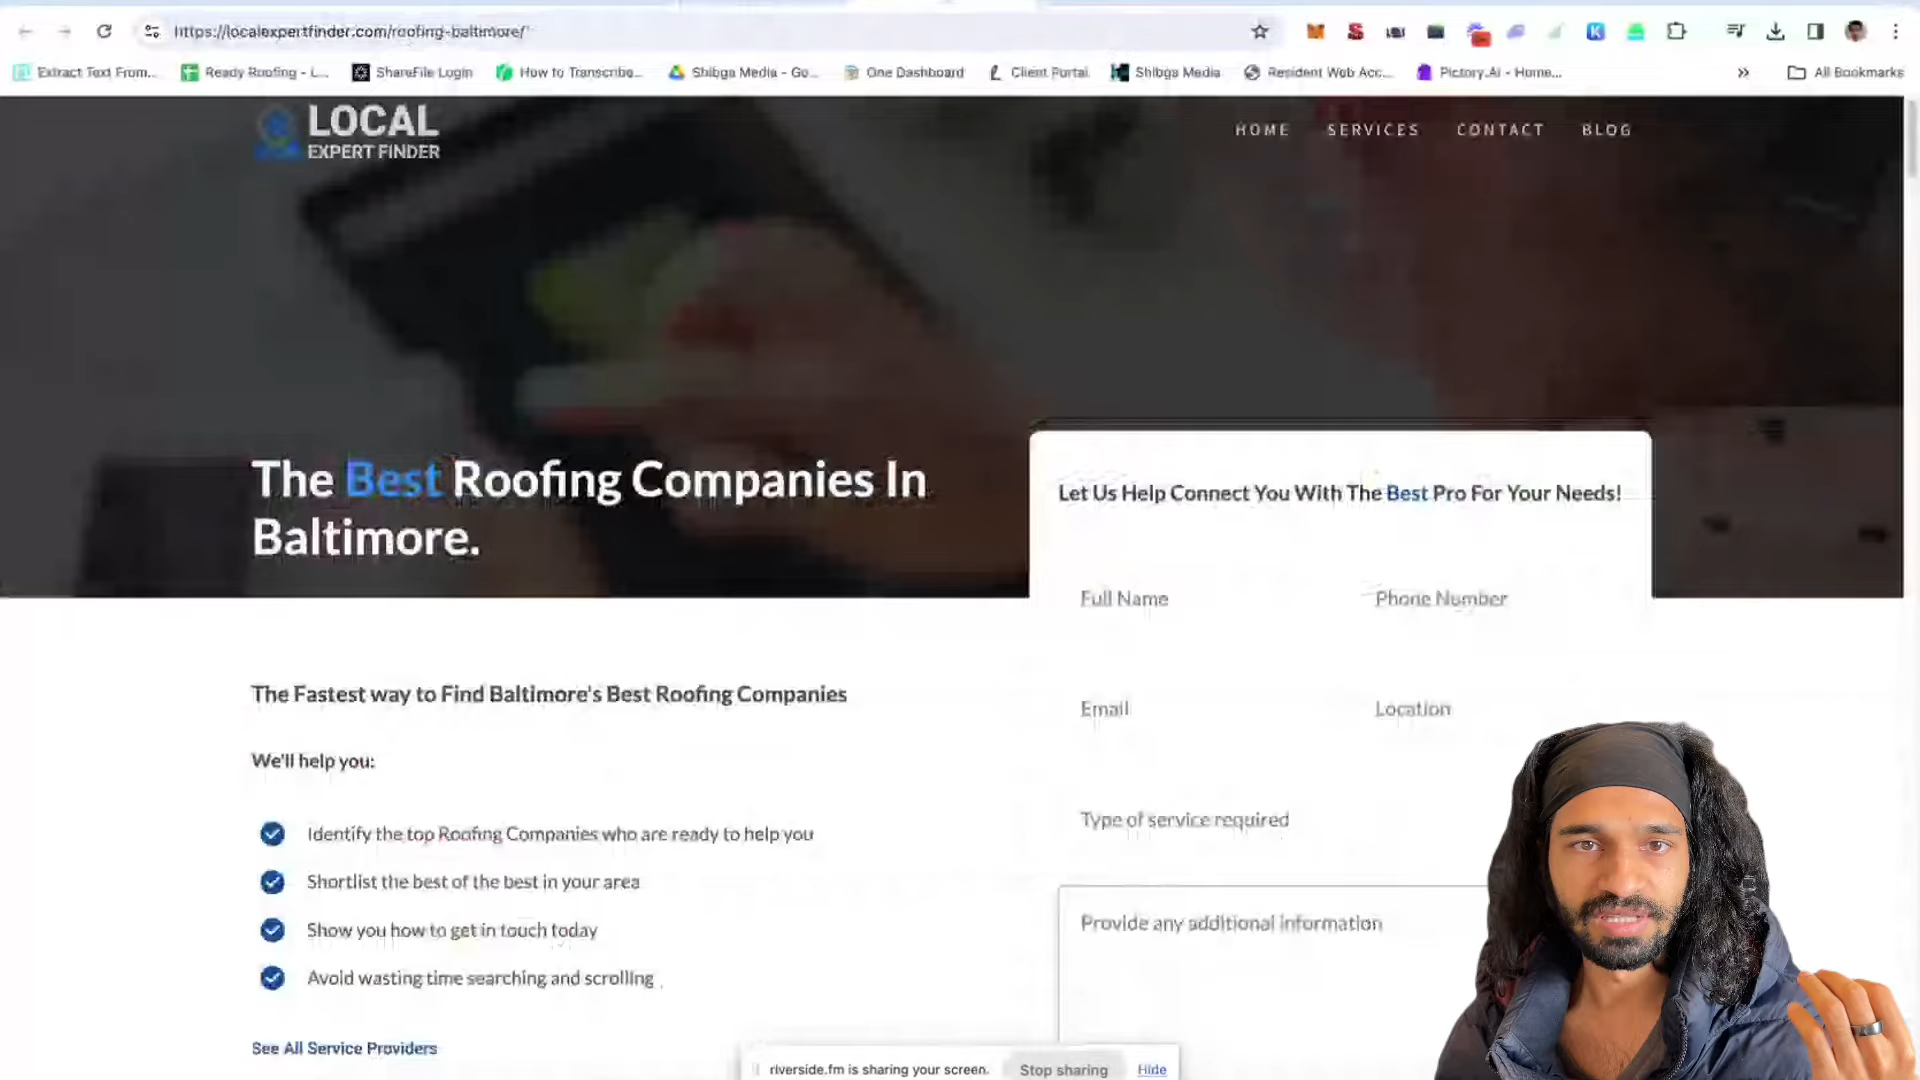 https://localexpertfinder.com/roofing-baltimore/
Extract Text From...
Ready Roofing - L...
ShareFile Login
How to Transcribe...
Shibga Media - Go...
One Dashboard
Client Portal
Shibga Media
Resident Web Acc...
Pictory.Ai - Home...
»
All Bookmarks
LOCAL
EXPERT FINDER
HOME
SERVICES
CONTACT
BLOG
The Best Roofing Companies In
Baltimore.
Let Us Help Connect You With The Best Pro For Your Needs!
Full Name
Phone Number
Email
Location
Type of service required
Provide any additional information
The Fastest way to Find Baltimore's Best Roofing Companies
We'll help you:
Identify the top Roofing Companies who are ready to help you
Shortlist the best of the best in your area
Show you how to get in touch today
Avoid wasting time searching and scrolling
See All Service Providers
riverside.fm is sharing your screen.
Stop sharing
Hide